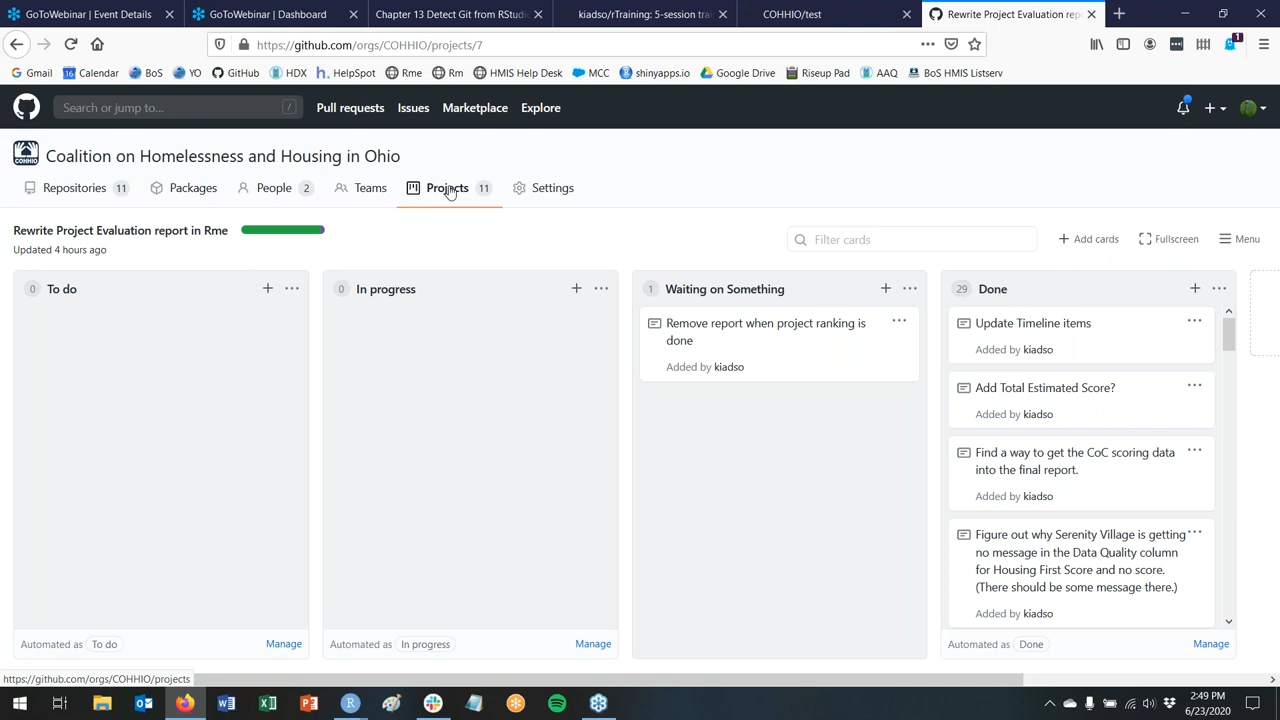 GoToWebinar | Event Details
GoToWebinar | Dashboard
Chapter 13 Detect Git from RStudi
kiadso/rTraining: 5-session trai
COHHIO/test
Rewrite Project Evaluation repo
https://github.com/orgs/COHHIO/projects/7
Gmail
Calendar
BoS
YO
GitHub
HDX
HelpSpot
Rme
Rm
HMIS Help Desk
MCC
shinyapps.io
Google Drive
Riseup Pad
AAQ
BoS HMIS Listserv
Search or jump to...
/
Pull requests
Issues
Marketplace
Explore
COHHIO
Coalition on Homelessness and Housing in Ohio
Repositories 11
Packages
People 2
Teams
Projects 11
Settings
Rewrite Project Evaluation report in Rme
Updated 4 hours ago
Filter cards
Add cards
Fullscreen
Menu
0 To do
0 In progress
1 Waiting on Something
29 Done
Remove report when project ranking is
done
Added by kiadso
Update Timeline items
Added by kiadso
Add Total Estimated Score?
Added by kiadso
Find a way to get the CoC scoring data
into the final report.
Added by kiadso
Figure out why Serenity Village is getting
no message in the Data Quality column
for Housing First Score and no score.
(There should be some message there.)
Added by kiadso
Automated as To do
Manage
Automated as In progress
Manage
Automated as Done
Manage
https://github.com/orgs/COHHIO/projects
2:49 PM
6/23/2020